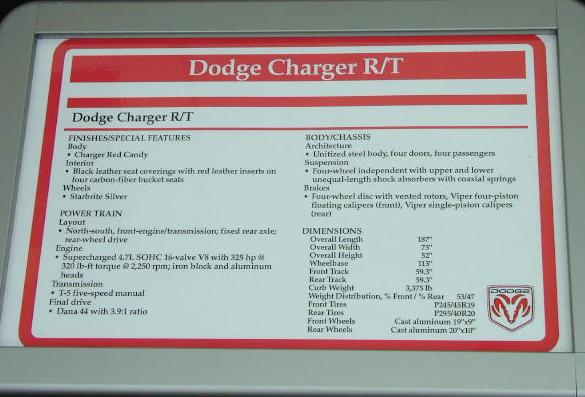 Dodge Charger R/T
Dodge Charger R/T
FINISHES/SPECIAL FEATURES
Body
• Charger Red Candy
Interior
• Black leather seat coverings with red leather inserts on
four carbon-fiber bucket seats
Wheels
• Starbrite Silver
POWER TRAIN
Layout
• North-south, front-engine/transmission; fixed rear axle;
rear-wheel drive
Engine
• Supercharged 4.7L SOHC 16-valve V8 with 325 hp @
320 lb-ft torque @ 2,250 rpm; iron block and aluminum
heads
Transmission
• T-5 five-speed manual
Final drive
• Dana 44 with 3.9:1 ratio
BODY/CHASSIS
Architecture
• Unitized steel body, four doors, four passengers
Suspension
• Four-wheel independent with upper and lower
unequal-length shock absorbers with coaxial springs
Brakes
• Four-wheel disc with vented rotors, Viper four-piston
floating calipers (front), Viper single-piston calipers
(rear)
DIMENSIONS
Overall Length 187"
Overall Width 73"
Overall Height 52"
Wheelbase 113"
Front Track 59.3"
Rear Track 59.3"
Curb Weight 3,375 lb
Weight Distribution, % Front / % Rear 53/47
Front Tires P245/45R19
Rear Tires P295/40R20
Front Wheels Cast aluminum 19"x9"
Rear Wheels Cast aluminum 20"x10"
DODGE